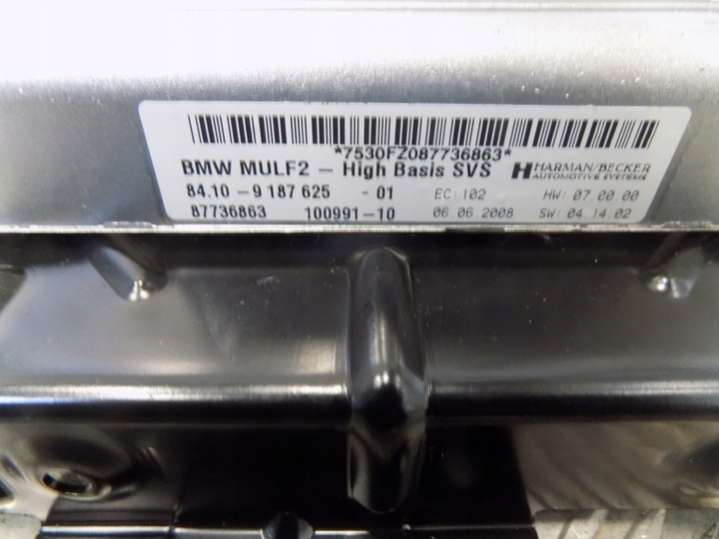 *7530FZ087736863*
BMW MULF2 - High Basis SVS HARMAN/BECKER
AUTOMOTIVE SYSTEMS
84.10-9 187 625 -01 EC:102 HW: 07.00.00
87736863 100991-10 06.06.2008 SW: 04.14.02